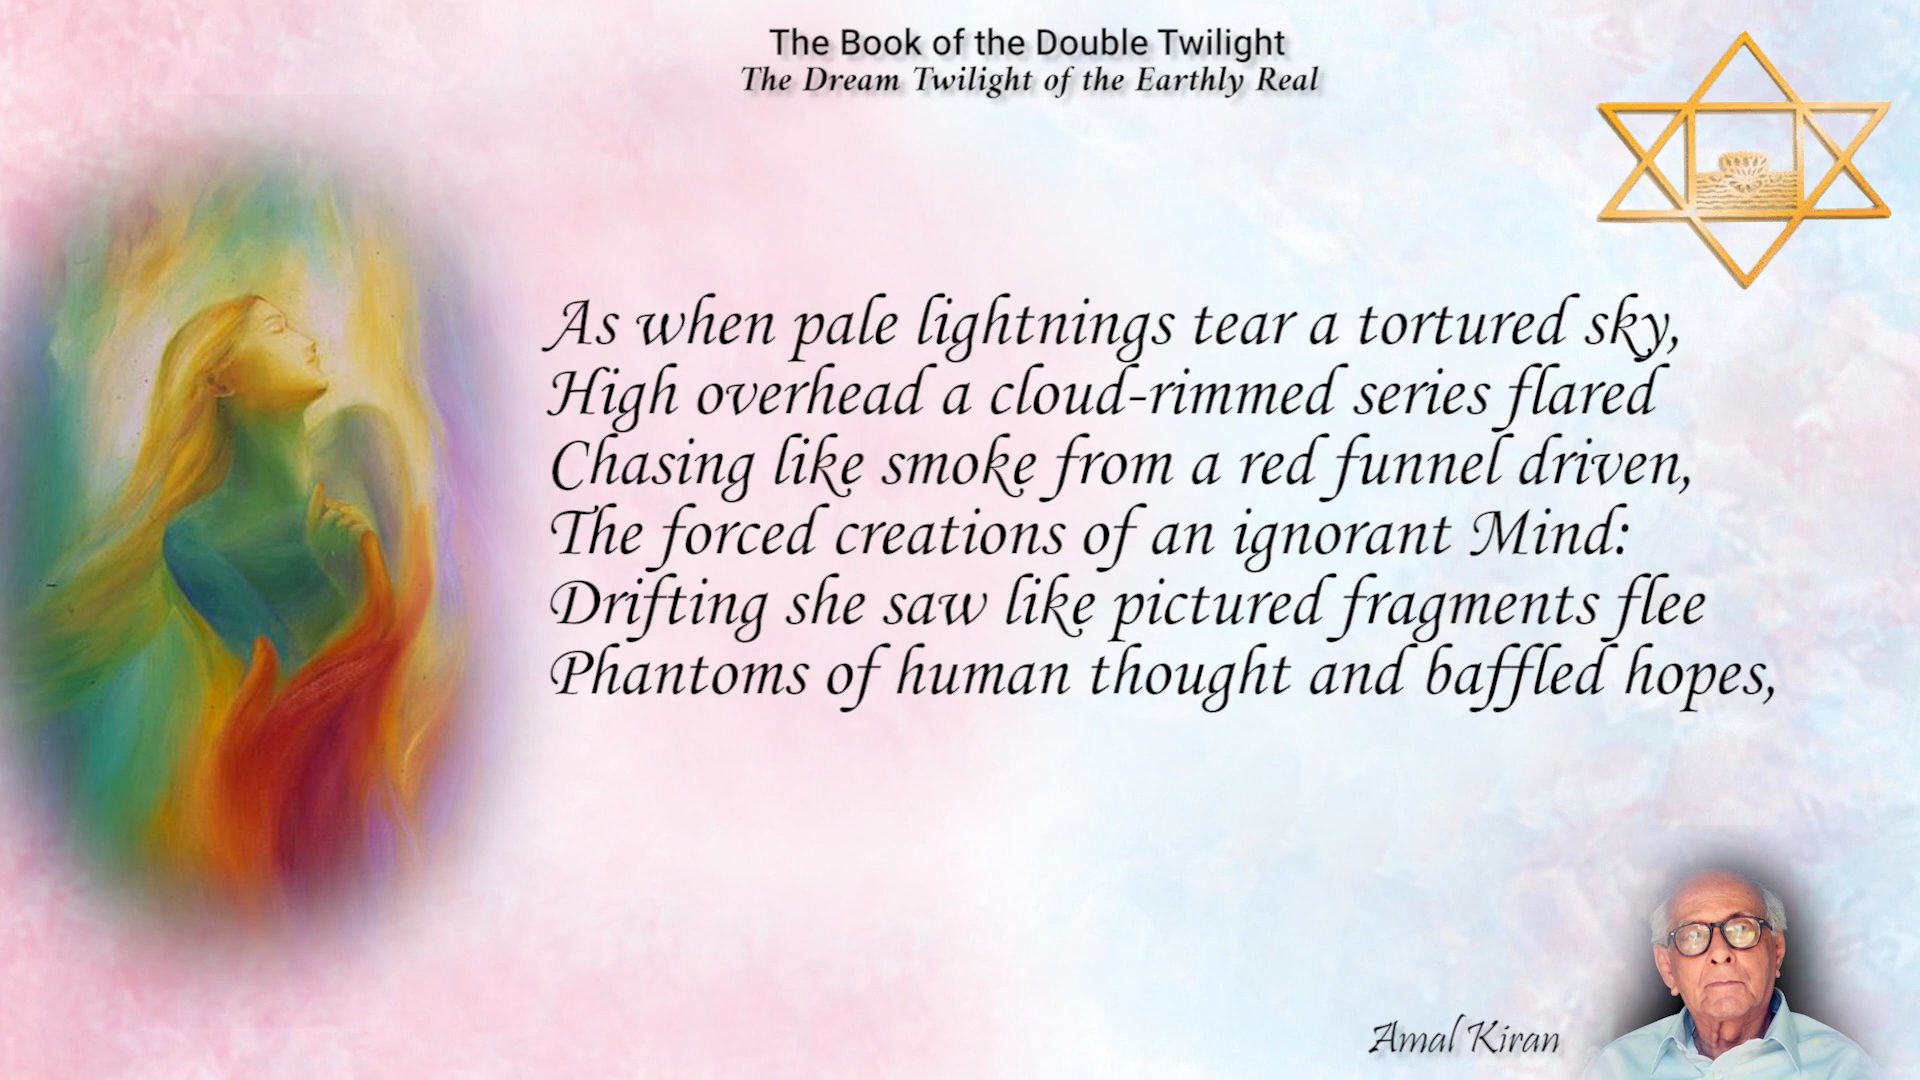 The Book of the Double Twilight
The Dream Twilight of the Earthly Real
As when pale lightnings tear a tortured sky,
High overhead a cloud-rimmed series flared
Chasing like smoke from a red funnel driven,
The forced creations of an ignorant Mind:
Drifting she saw like pictured fragments flee
Phantoms of human thought and baffled hopes,
Amal Kiran